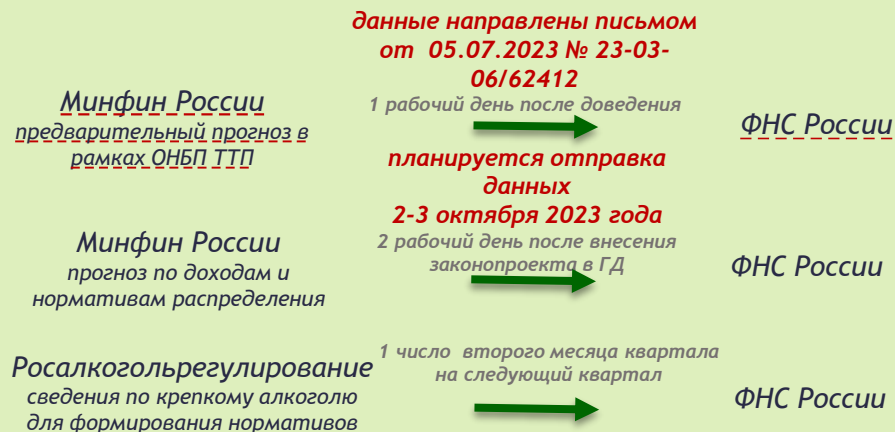 данные направлены письмом
от 05.07.2023 № 23-03-
06/62412
Минфин России
предварительный прогноз в
рамках ОНБП ТТП
1 рабочий день после доведения
ФНС России
планируется отправка
данных
2-3 октября 2023 года
Минфин России
прогноз по доходам и
нормативам распределения
2 рабочий день после внесения
законопроекта в ГД
ФНС России
Росалкогольрегулирование
сведения по крепкому алкоголю
для формирования нормативов
1 число второго месяца квартала
на следующий квартал
ФНС России